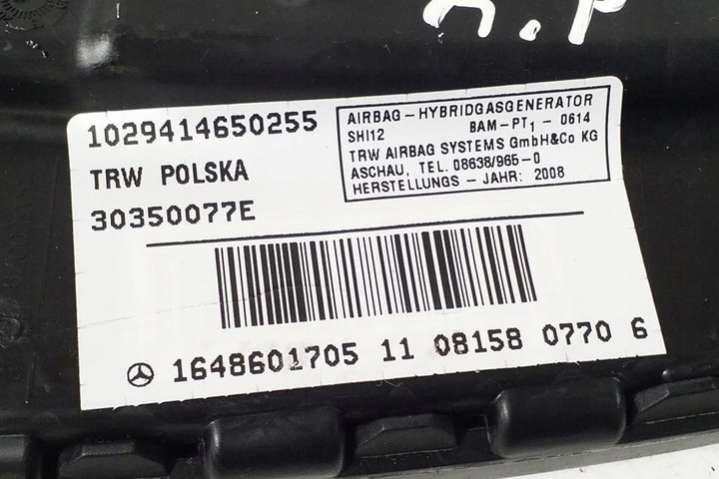 A.P
1029414650255
TRW POLSKA
30350077E
AIRBAG-HYBRIDGASGENERATOR
SHI12 BAM-PT1-0614
TRW AIRBAG SYSTEMS GmbH&Co KG
ASCHAU, TEL. 08638/965-0
HERSTELLUNGS-JAHR: 2008
1648601705 11 08158 0770 6